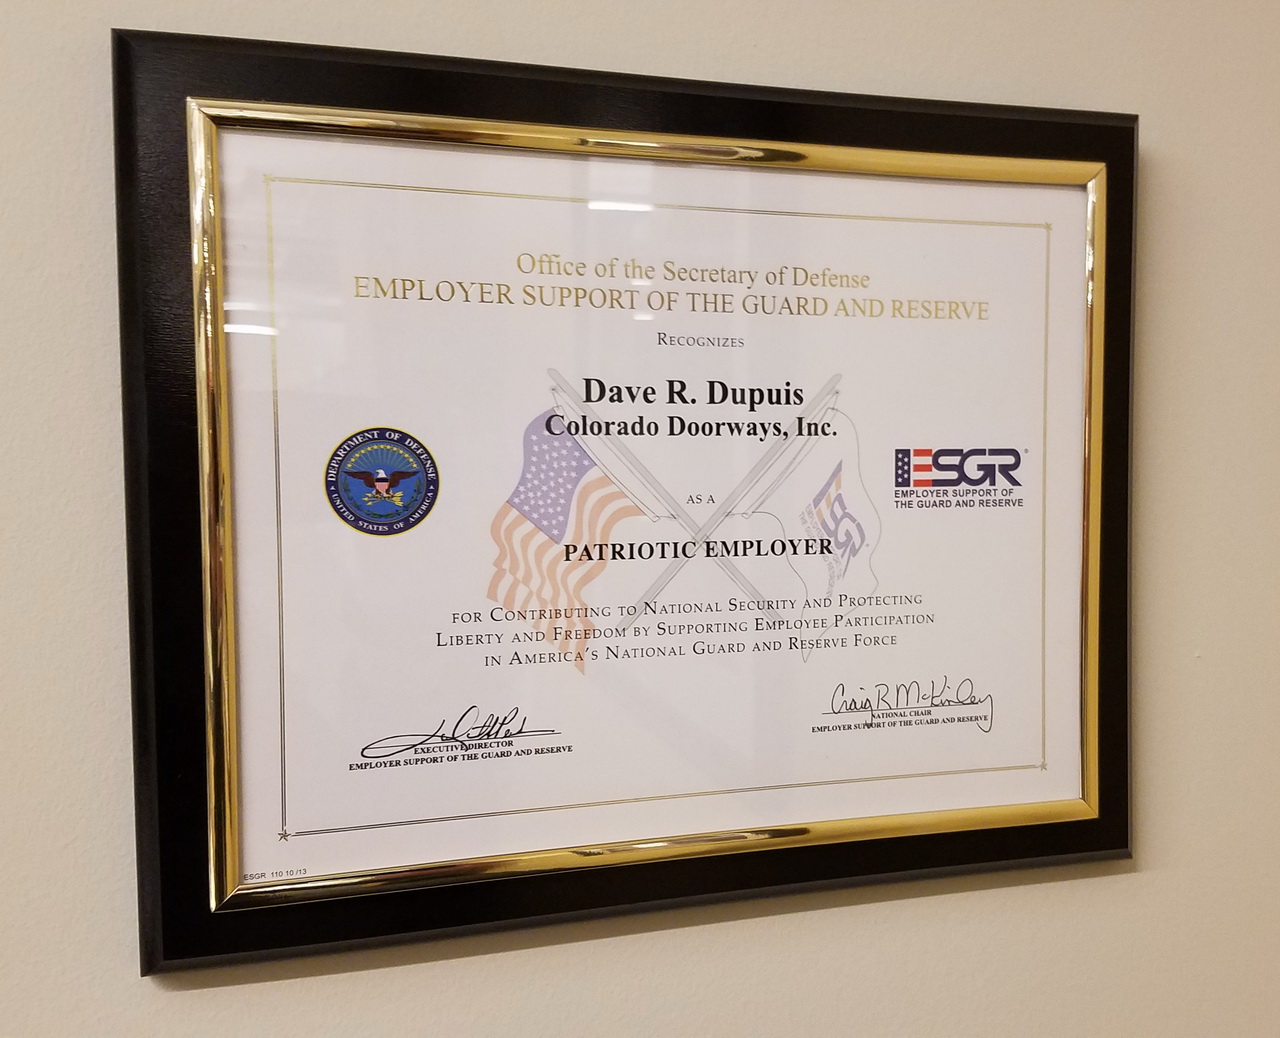 Office of the Secretary of Defense
EMPLOYER SUPPORT OF THE GUARD AND RESERVE
RECOGNIZES
Dave R. Dupuis
Colorado Doorways, Inc.
DEPARTMENT OF DEFENSE
UNITED STATES OF AMERICA
ESGR®
EMPLOYER SUPPORT OF
THE GUARD AND RESERVE
AS A
ESGR
PATRIOTIC EMPLOYER
FOR CONTRIBUTING TO NATIONAL SECURITY AND PROTECTING
LIBERTY AND FREEDOM BY SUPPORTING EMPLOYEE PARTICIPATION
IN AMERICA'S NATIONAL GUARD AND RESERVE FORCE
EXECUTIVE DIRECTOR
EMPLOYER SUPPORT OF THE GUARD AND RESERVE
Craig R McKinley
NATIONAL CHAIR
EMPLOYER SUPPORT OF THE GUARD AND RESERVE
ESGR 110 10 /13